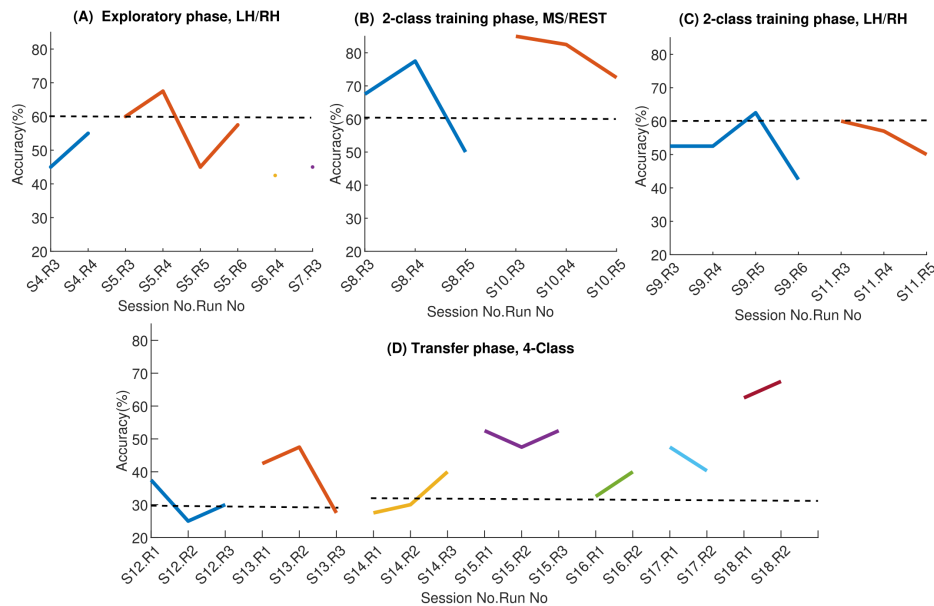 (A) Exploratory phase, LH/RH
Accuracy(%)
80
70
60
50
40
30
20
S4.R3
S4.R4
S5.R3
S5.R4
S5.R5
S5.R6
S6.R4
S7.R3
Session No.Run No
(B) 2-class training phase, MS/REST
Accuracy(%)
80
70
60
50
40
30
20
S8.R3
S8.R4
S8.R5
S10.R3
S10.R4
S10.R5
Session No.Run No
(C) 2-class training phase, LH/RH
Accuracy(%)
80
70
60
50
40
30
20
S9.R3
S9.R4
S9.R5
S9.R6
S11.R3
S11.R4
S11.R5
Session No.Run No
(D) Transfer phase, 4-Class
Accuracy(%)
80
70
60
50
40
30
20
S12.R1
S12.R2
S12.R3
S13.R1
S13.R2
S13.R3
S14.R1
S14.R2
S14.R3
S15.R1
S15.R2
S15.R3
S16.R1
S16.R2
S17.R1
S17.R2
S18.R1
S18.R2
Session No.Run No